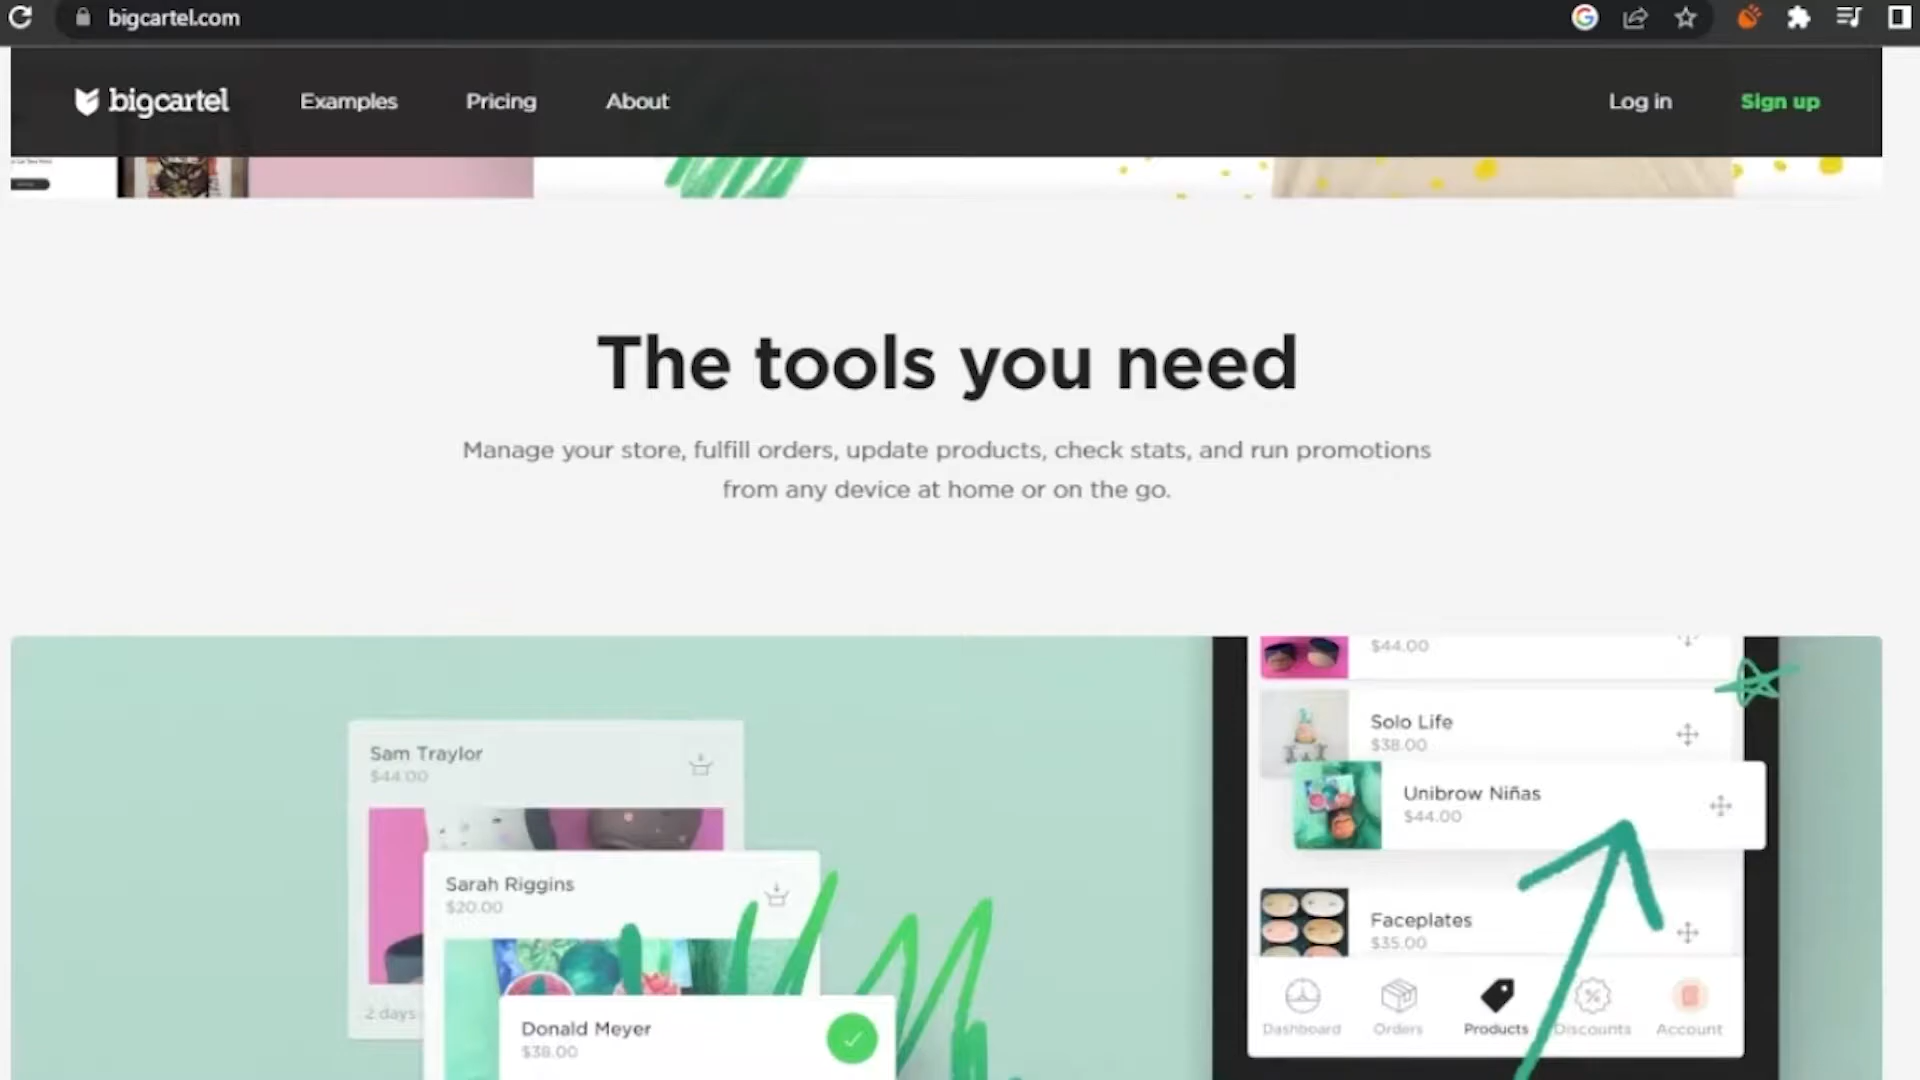 bigcartel.com
bigcartel
Examples
Pricing
About
Log in
Sign up
The tools you need
Manage your store, fulfill orders, update products, check stats, and run promotions
from any device at home or on the go.
Sam Traylor
$44.00
Sarah Riggins
$20.00
2 days
Donald Meyer
$38.00
$44.00
Solo Life
$38.00
Unibrow Niñas
$44.00
Faceplates
$35.00
Dashboard
Orders
Products
Discounts
Account